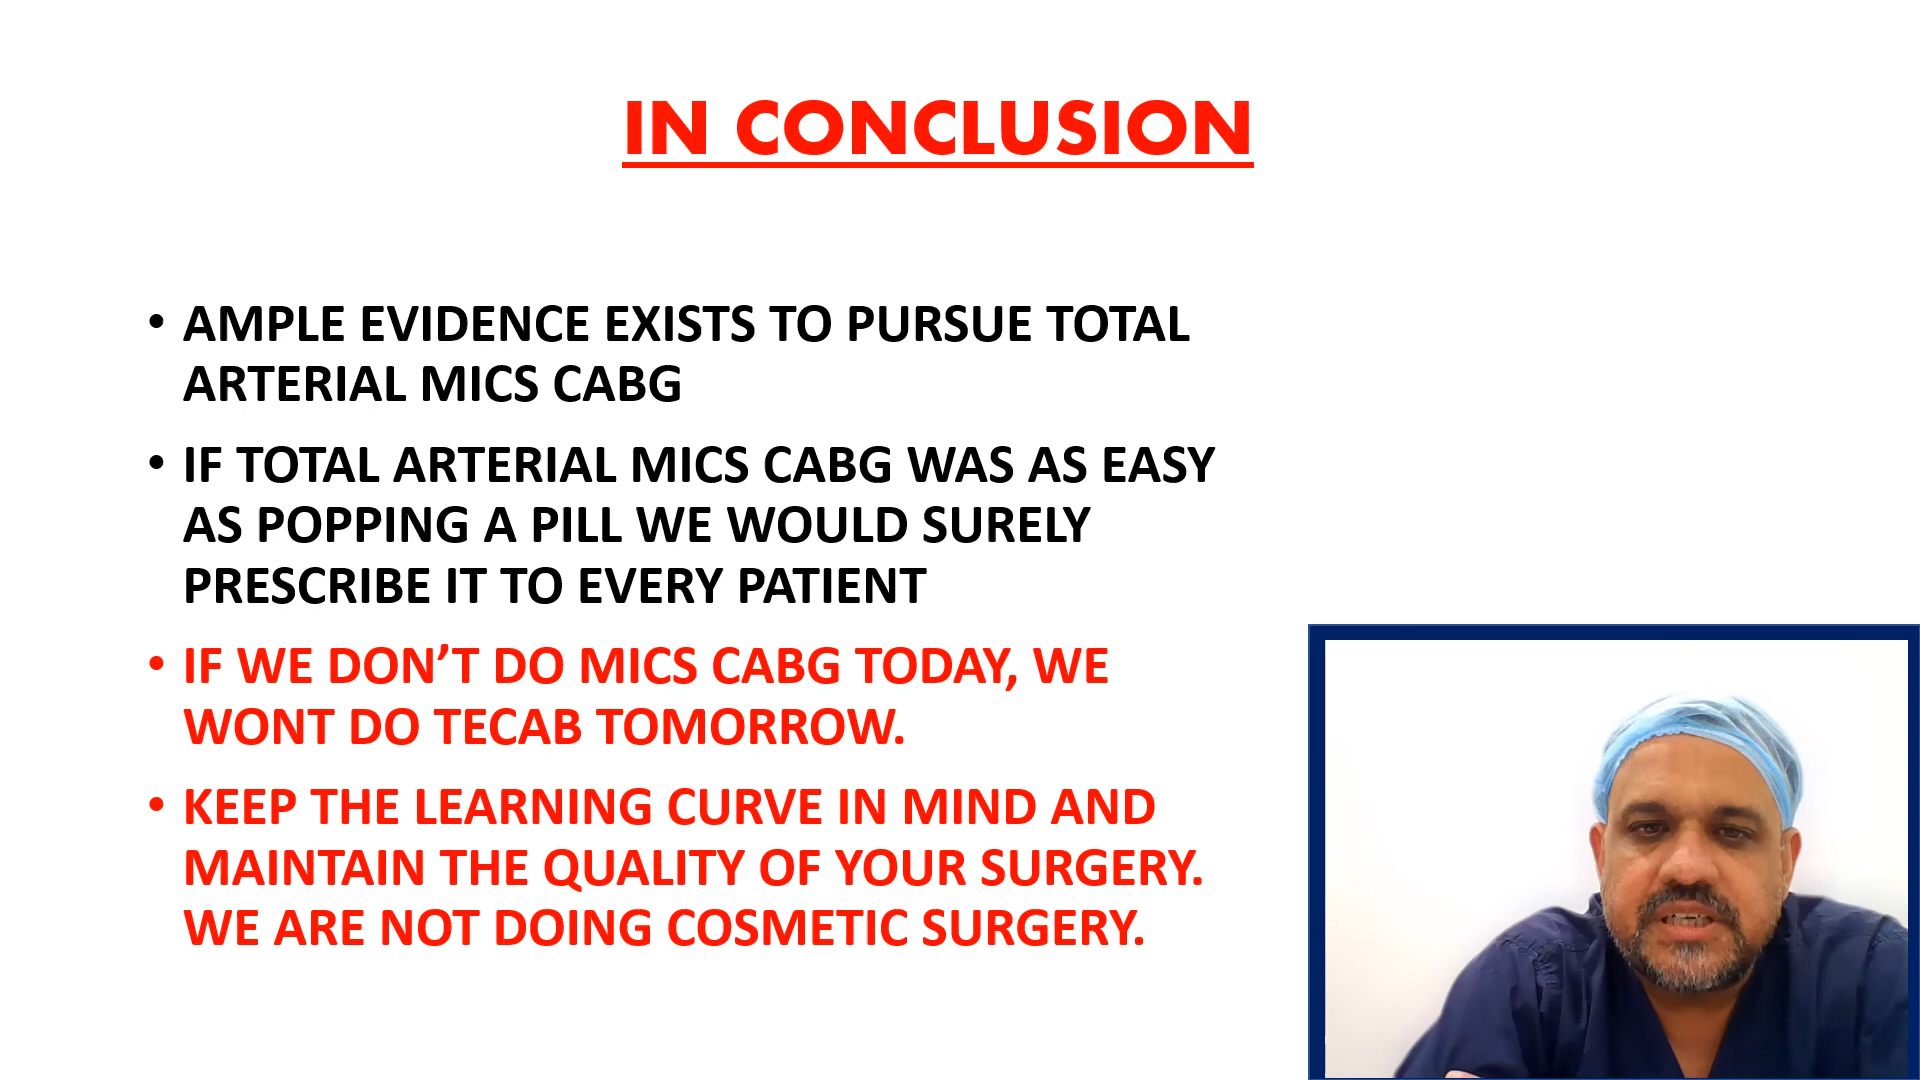 IN CONCLUSION
• AMPLE EVIDENCE EXISTS TO PURSUE TOTAL
ARTERIAL MICS CABG
• IF TOTAL ARTERIAL MICS CABG WAS AS EASY
AS POPPING A PILL WE WOULD SURELY
PRESCRIBE IT TO EVERY PATIENT
• IF WE DON’T DO MICS CABG TODAY, WE
WONT DO TECAB TOMORROW.
• KEEP THE LEARNING CURVE IN MIND AND
MAINTAIN THE QUALITY OF YOUR SURGERY.
WE ARE NOT DOING COSMETIC SURGERY.